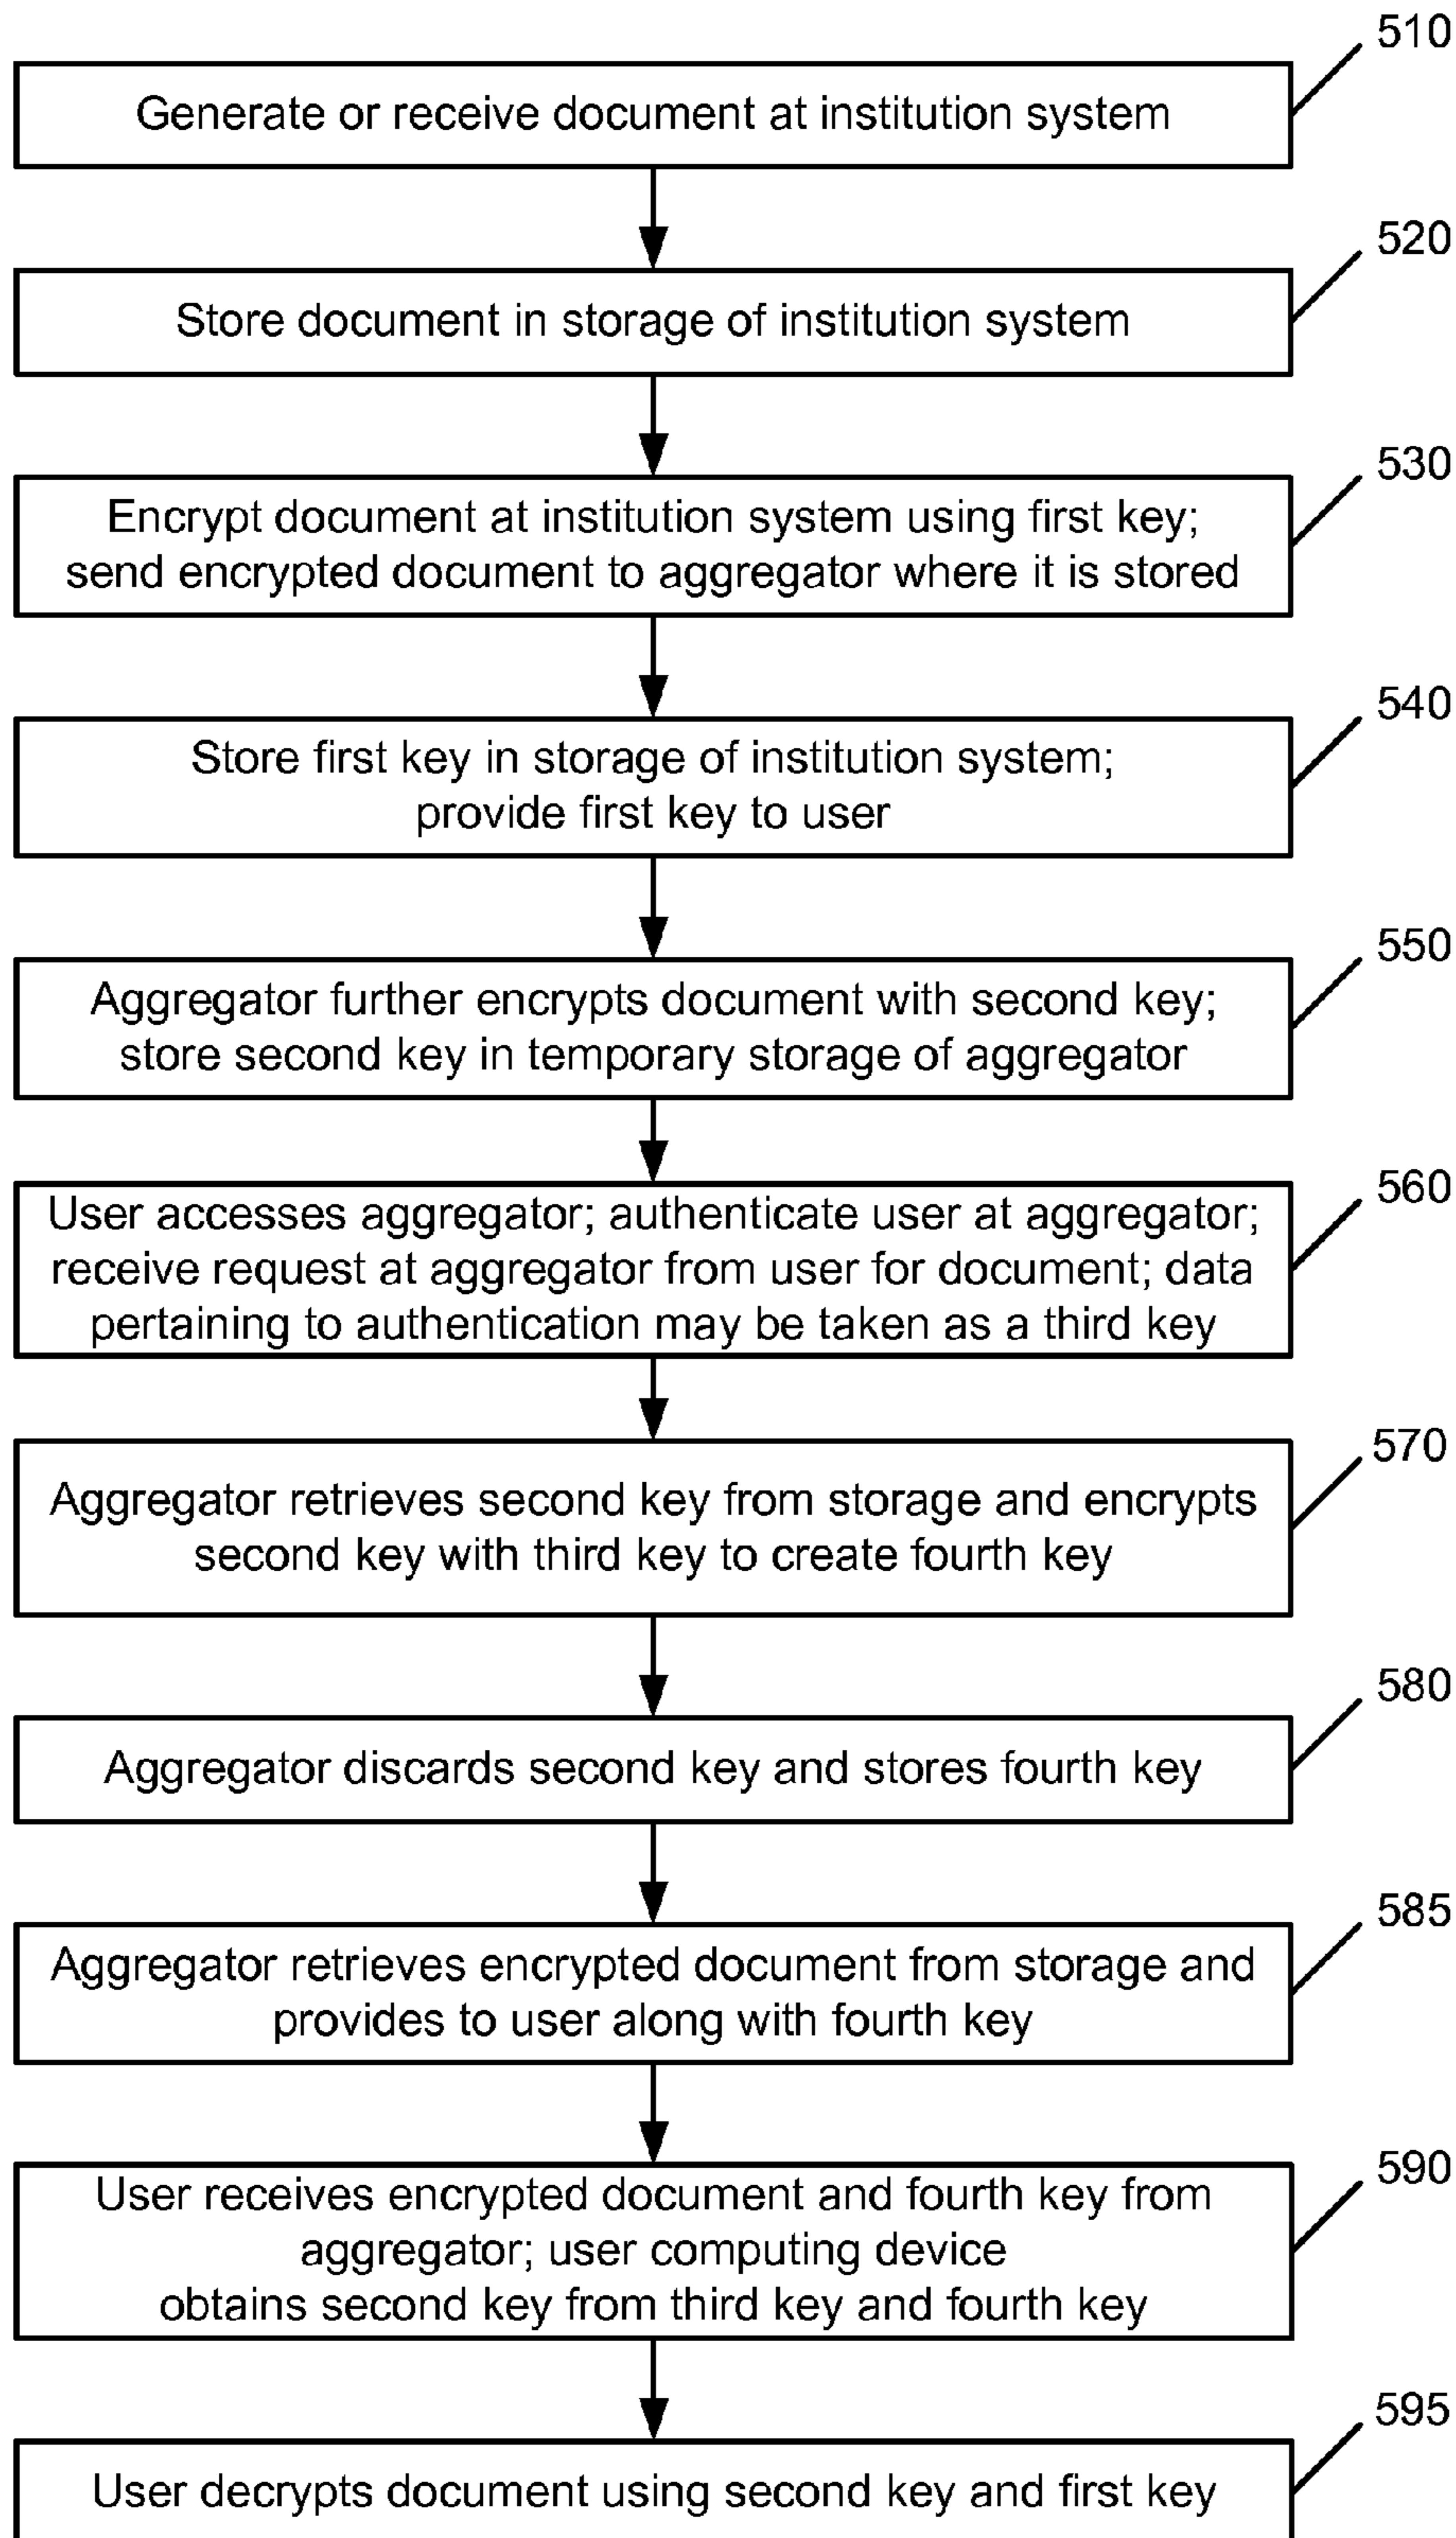 510
Generate or receive document at institution system
520
Store document in storage of institution system
530
Encrypt document at institution system using first key;
send encrypted document to aggregator where it is stored
540
Store first key in storage of institution system;
provide first key to user
550
Aggregator further encrypts document with second key;
store second key in temporary storage of aggregator
560
User accesses aggregator; authenticate user at aggregator;
receive request at aggregator from user for document; data
pertaining to authentication may be taken as a third key
570
Aggregator retrieves second key from storage and encrypts
second key with third key to create fourth key
580
Aggregator discards second key and stores fourth key
585
Aggregator retrieves encrypted document from storage and
provides to user along with fourth key
590
User receives encrypted document and fourth key from
aggregator; user computing device
obtains second key from third key and fourth key
595
User decrypts document using second key and first key